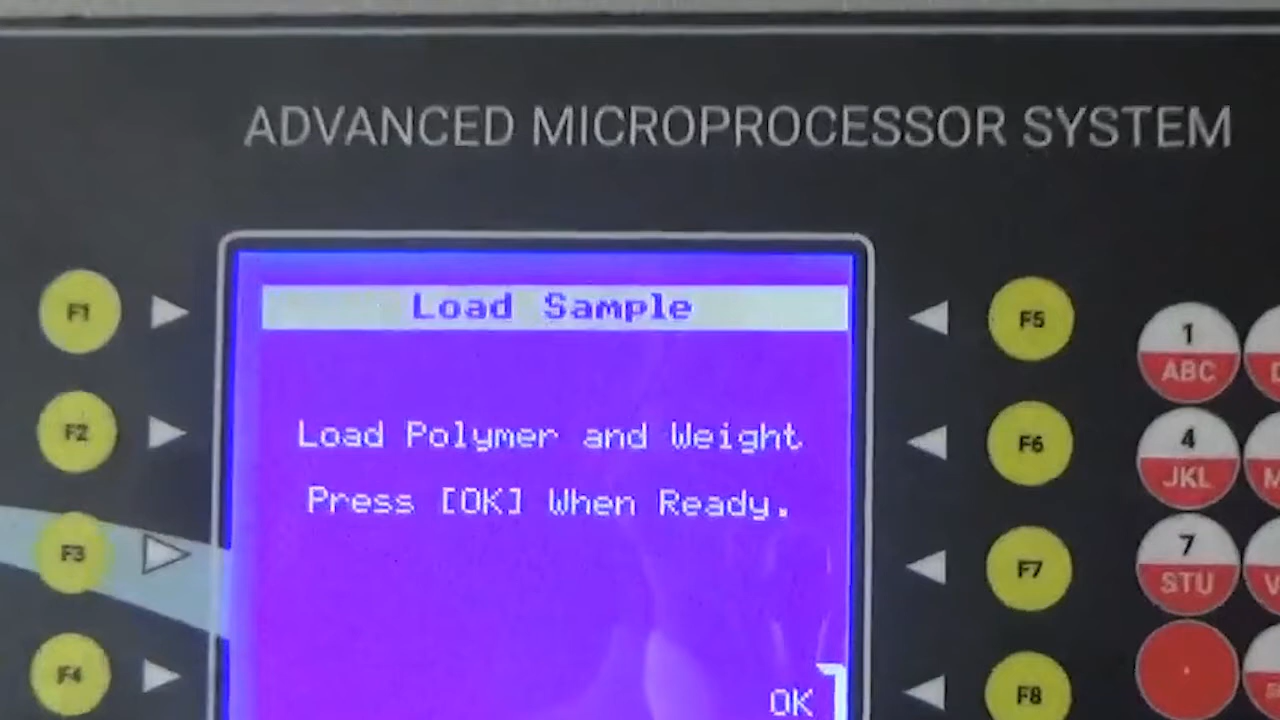 ADVANCED MICROPROCESSOR SYSTEM
Load Sample
Load Polymer and Weight
Press [OK] When Ready.
OK
F1
F2
F3
F4
F5
F6
F7
F8
1
ABC
4
JKL
7
STU
.